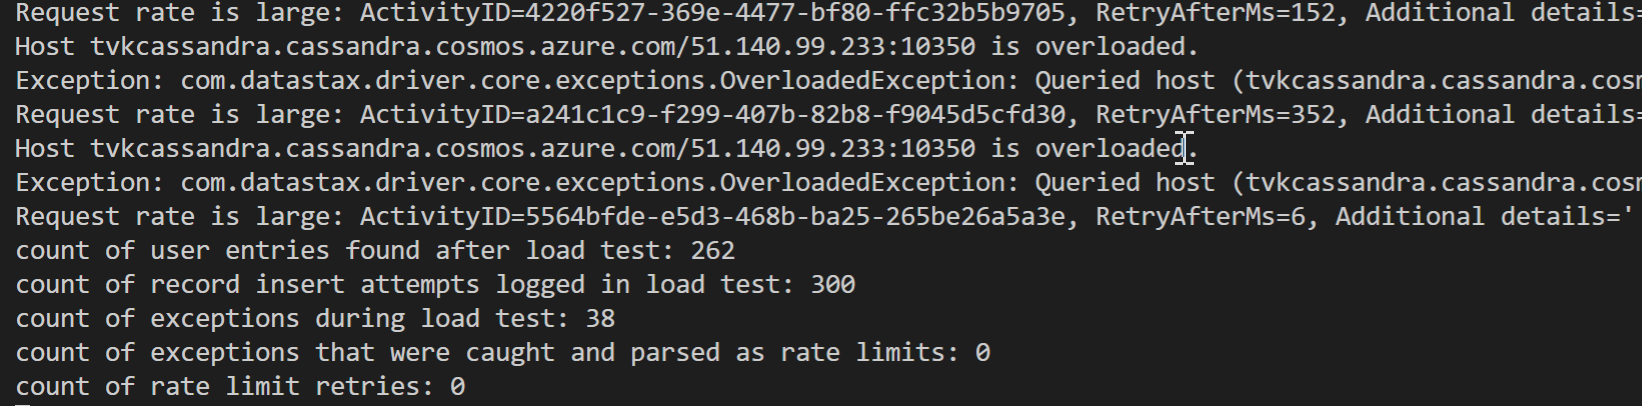 Request rate is large: ActivityID=4220f527-369e-4477-bf80-ffc32b5b9705, RetryAfterMs=152, Additional details=
Host tvkcassandra.cassandra.cosmos.azure.com/51.140.99.233:10350 is overloaded.
Exception: com.datastax.driver.core.exceptions.OverloadedException: Queried host (tvkcassandra.cassandra.cosm
Request rate is large: ActivityID=a241c1c9-f299-407b-82b8-f9045d5cfd30, RetryAfterMs=352, Additional details=
Host tvkcassandra.cassandra.cosmos.azure.com/51.140.99.233:10350 is overloaded.
Exception: com.datastax.driver.core.exceptions.OverloadedException: Queried host (tvkcassandra.cassandra.cosm
Request rate is large: ActivityID=5564bfde-e5d3-468b-ba25-265be26a5a3e, RetryAfterMs=6, Additional details='
count of user entries found after load test: 262
count of record insert attempts logged in load test: 300
count of exceptions during load test: 38
count of exceptions that were caught and parsed as rate limits: 0
count of rate limit retries: 0